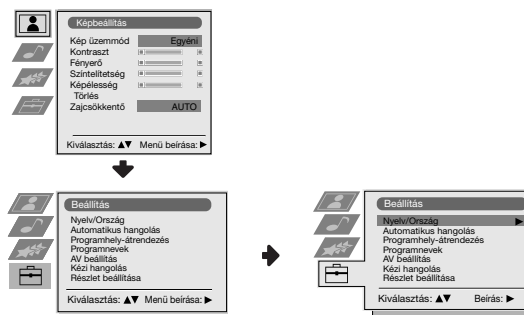 Képbeállítás
Kép üzemmód Egyéni
Kontraszt
Fényerő
Színtelítetség
Képélesség
Törlés
Zajcsökkentő AUTO
Kiválasztás: ▲▼ Menü beírása: ▶
Beállítás
Nyelv/Ország
Automatikus hangolás
Programhely-átrendezés
Programnevek
AV beállítás
Kézi hangolás
Részlet beállítása
Kiválasztás: ▲▼ Menü beírása: ▶
Beállítás
Nyelv/Ország ▶
Automatikus hangolás
Programhely-átrendezés
Programnevek
AV beállítás
Kézi hangolás
Részlet beállítása
Kiválasztás: ▲▼ Beírás: ▶